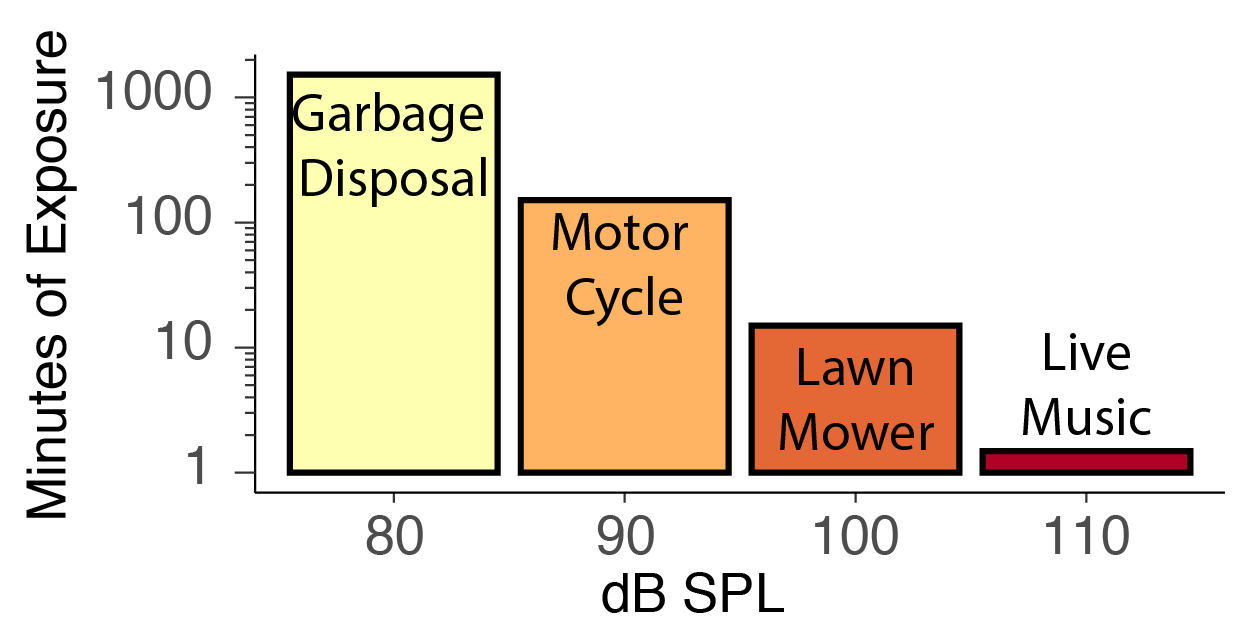 Minutes of Exposure
1000
100
10
1
Garbage
Disposal
Motor
Cycle
Lawn
Mower
Live
Music
80
90
100
110
dB SPL